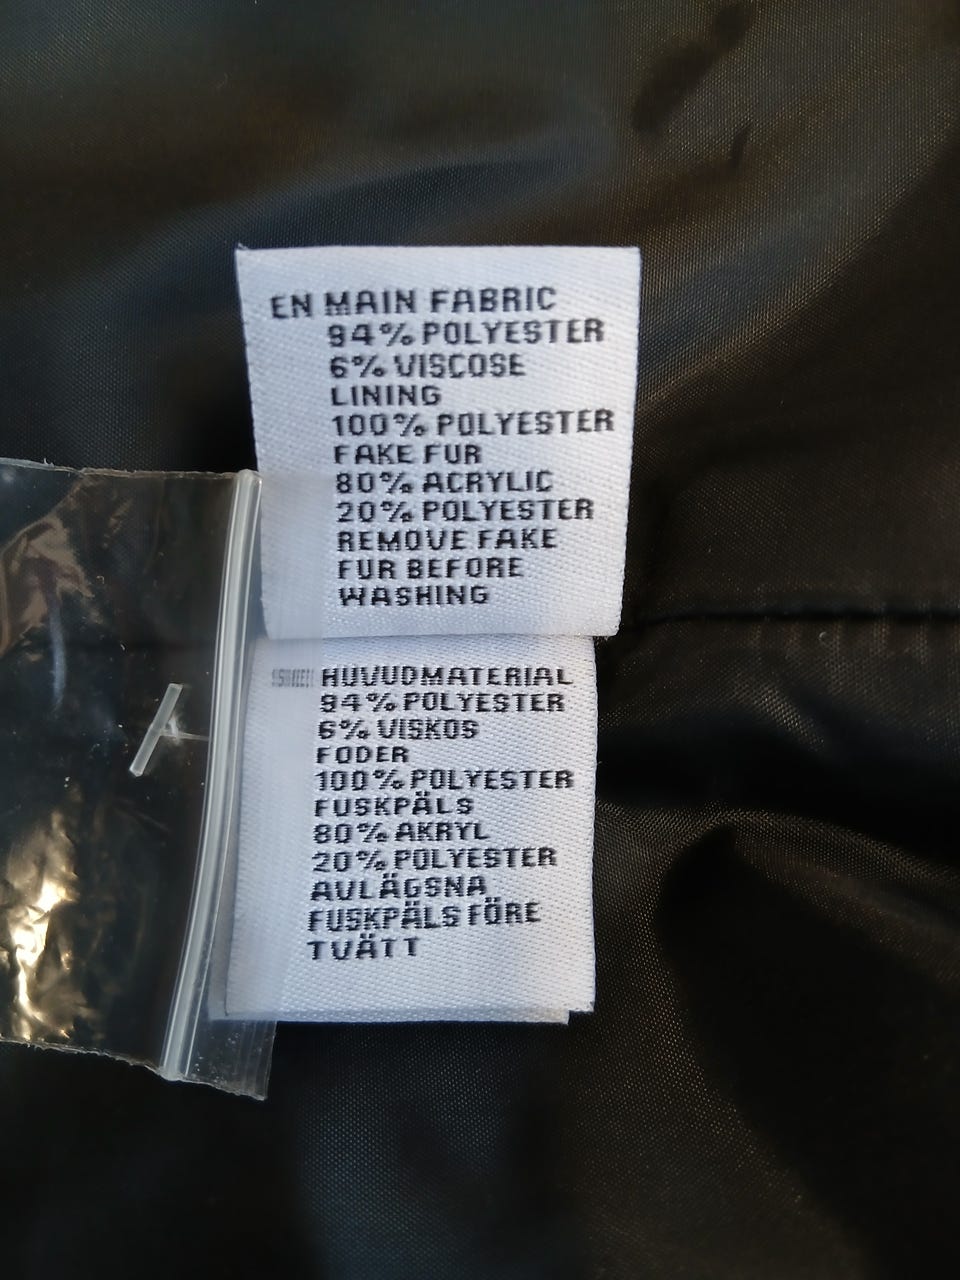 EN MAIN FABRIC
94% POLYESTER
6% VISCOSE
LINING
100% POLYESTER
FAKE FUR
80% ACRYLIC
20% POLYESTER
REMOVE FAKE
FUR BEFORE
WASHING
HUVUDMATERIAL
94% POLYESTER
6% VISKOS
FODER
100% POLYESTER
FUSKPÄLS
80% AKRYL
20% POLYESTER
AVLÄGSNA
FUSKPÄLS FÖRE
TVÄTT